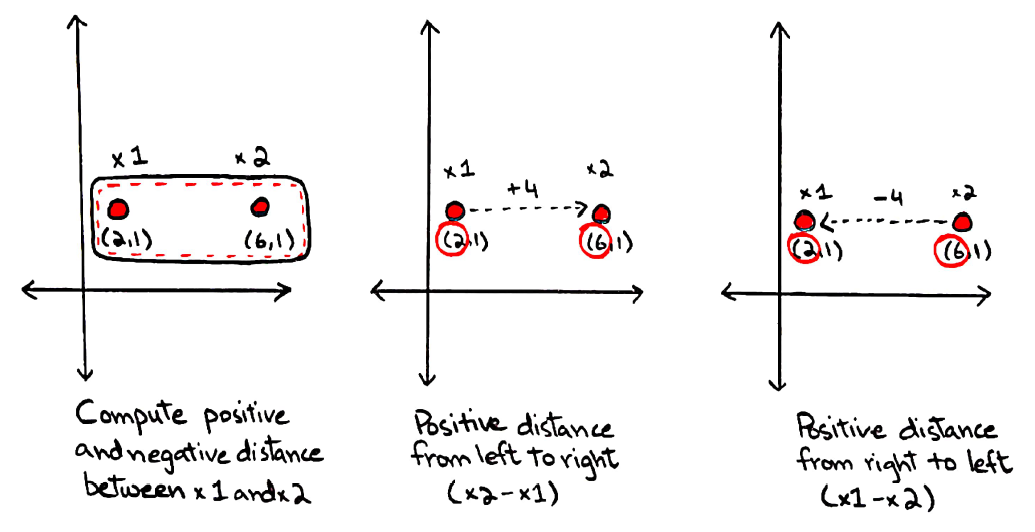 x1 x2
(2,1) (6,1)
Compute positive
and negative distance
between x1 and x2
x1 +4 x2
(2,1) (6,1)
Positive distance
from left to right
(x2-x1)
x1 -4 x2
(2,1) (6,1)
Positive distance
from right to left
(x1-x2)